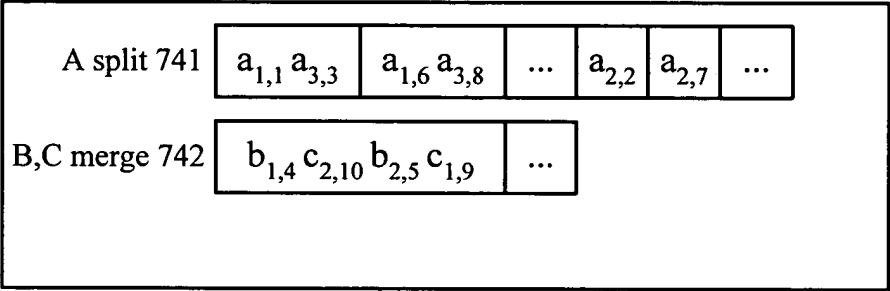 A split 741 a1,1 a3,3 a1,6 a3,8 ... a2,2 a2,7 ...
B,C merge 742 b1,4 c2,10 b2,5 c1,9 ...